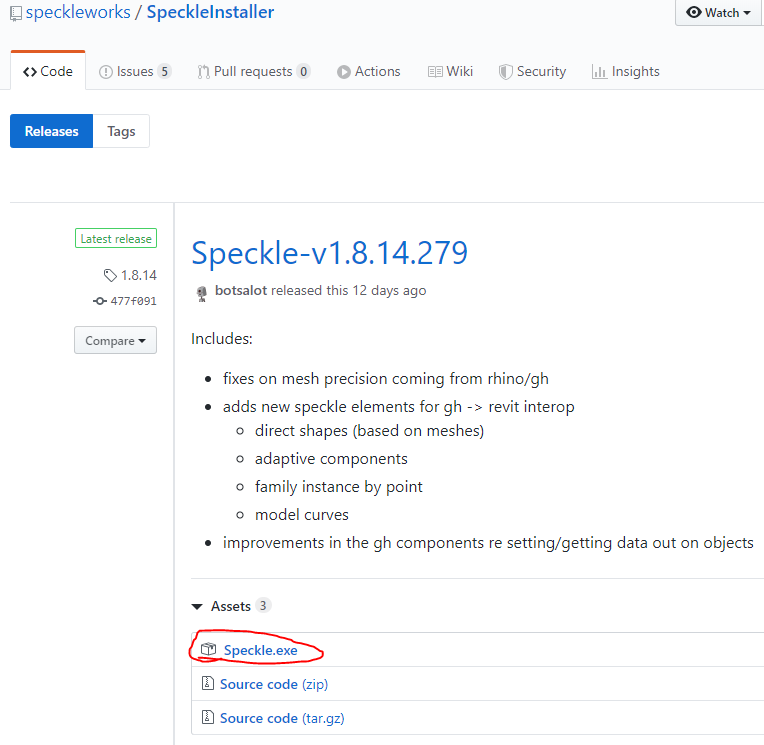 speckleworks / SpeckleInstaller
Watch
Code Issues 5 Pull requests 0 Actions Wiki Security Insights
Releases Tags
Latest release
1.8.14
477f091
Compare
Speckle-v1.8.14.279
botsalot released this 12 days ago
Includes:
fixes on mesh precision coming from rhino/gh
adds new speckle elements for gh -> revit interop
direct shapes (based on meshes)
adaptive components
family instance by point
model curves
improvements in the gh components re setting/getting data out on objects
Assets 3
Speckle.exe
Source code (zip)
Source code (tar.gz)